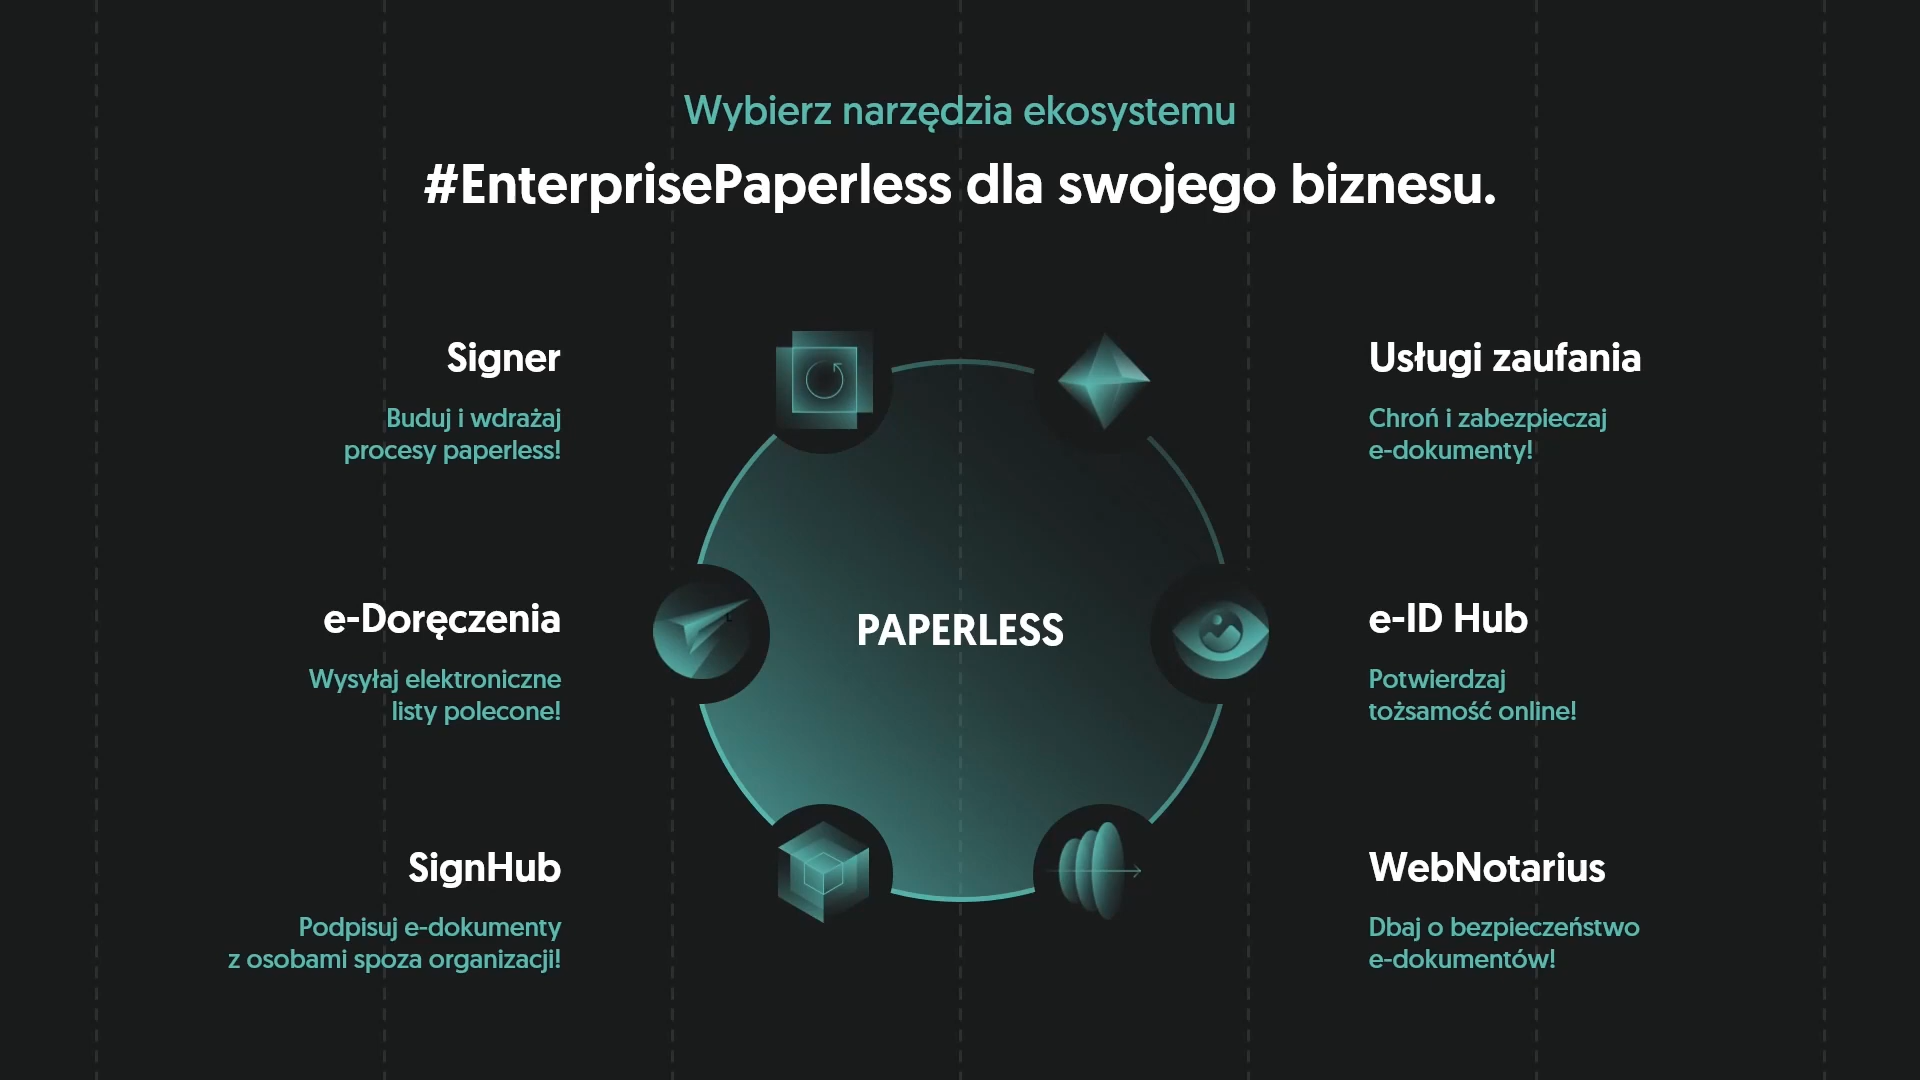 Wybierz narzędzia ekosystemu
#EnterprisePaperless dla swojego biznesu.
Signer
Buduj i wdrażaj
procesy paperless!
e-Doręczenia
Wysyłaj elektroniczne
listy polecone!
SignHub
Podpisuj e-dokumenty
z osobami spoza organizacji!
PAPERLESS
Usługi zaufania
Chroń i zabezpieczaj
e-dokumenty!
e-ID Hub
Potwierdzaj
tożsamość online!
WebNotarius
Dbaj o bezpieczeństwo
e-dokumentów!